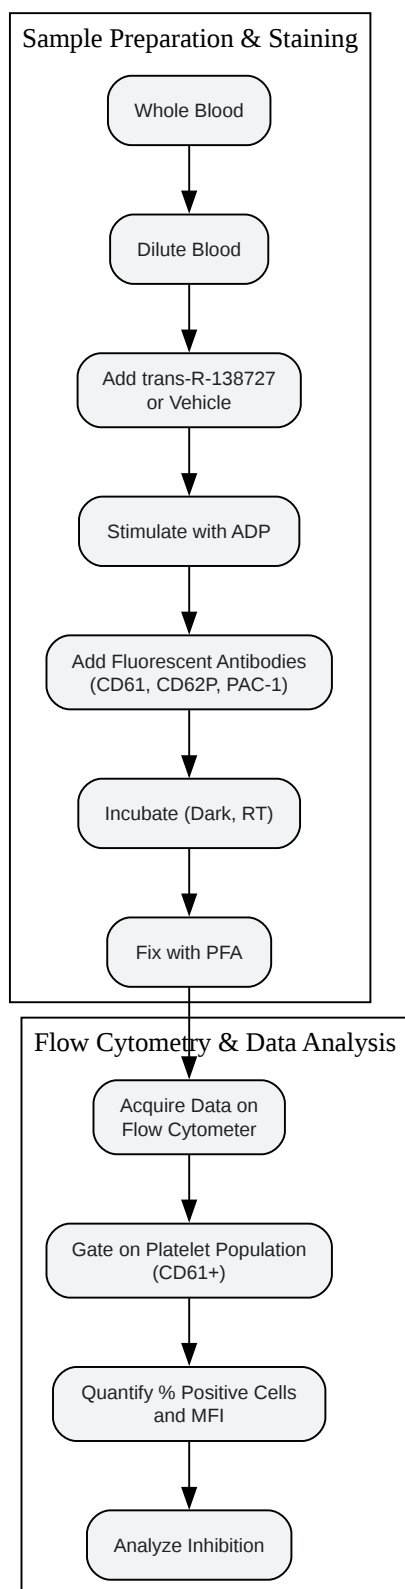 Sample Preparation & Staining
Whole Blood
Dilute Blood
Add trans-R-138727
or Vehicle
Stimulate with ADP
Add Fluorescent Antibodies
(CD61, CD62P, PAC-1)
Incubate (Dark, RT)
Fix with PFA
Flow Cytometry & Data Analysis
Acquire Data on
Flow Cytometer
Gate on Platelet Population
(CD61+)
Quantify % Positive Cells
and MFI
Analyze Inhibition